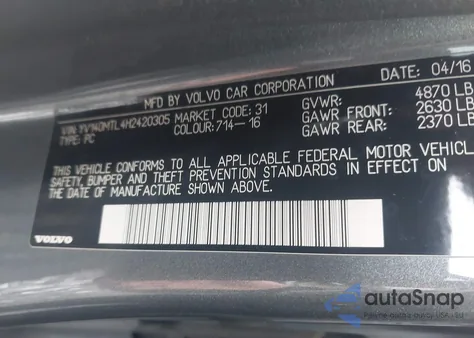 MFD BY VOLVO CAR CORPORATION DATE: 04/16
VIN: YV140MTL4H2420305 MARKET CODE: 31 GVWR: 4870 LB
TYPE: PC COLOUR: 714-16 GAWR FRONT: 2630 LB
GAWR REAR: 2370 LB
THIS VEHICLE CONFORMS TO ALL APPLICABLE FEDERAL MOTOR VEHICL
SAFETY, BUMPER AND THEFT PREVENTION STANDARDS IN EFFECT ON
THE DATE OF MANUFACTURE SHOWN ABOVE.
VOLVO
autoSnap